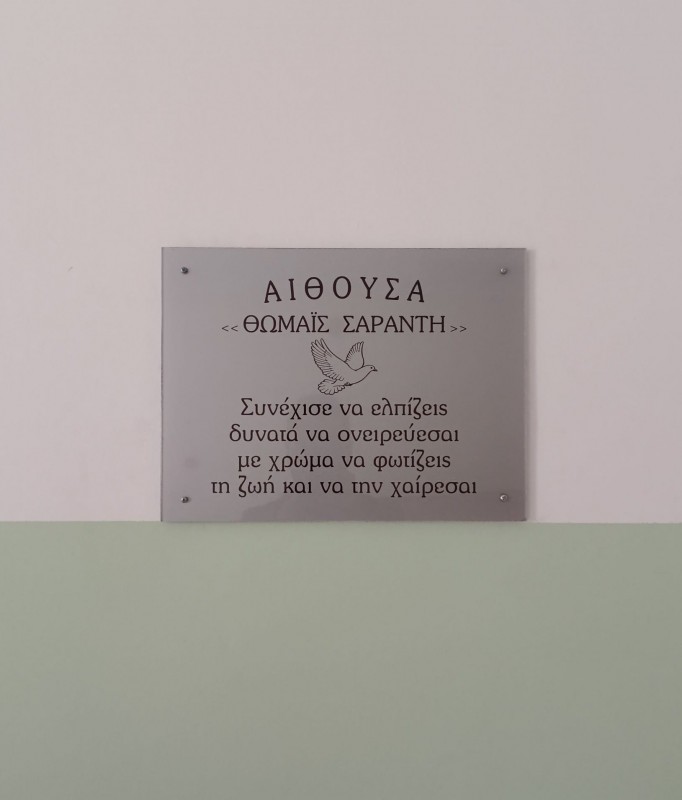 ΑΙΘΟΥΣΑ
<<ΘΩΜΑΪΣ ΣΑΡΑΝΤΗ>>
Συνέχισε να ελπίζεις
δυνατά να ονειρεύεσαι
με χρώμα να φωτίζεις
τη ζωή και να την χαίρεσαι